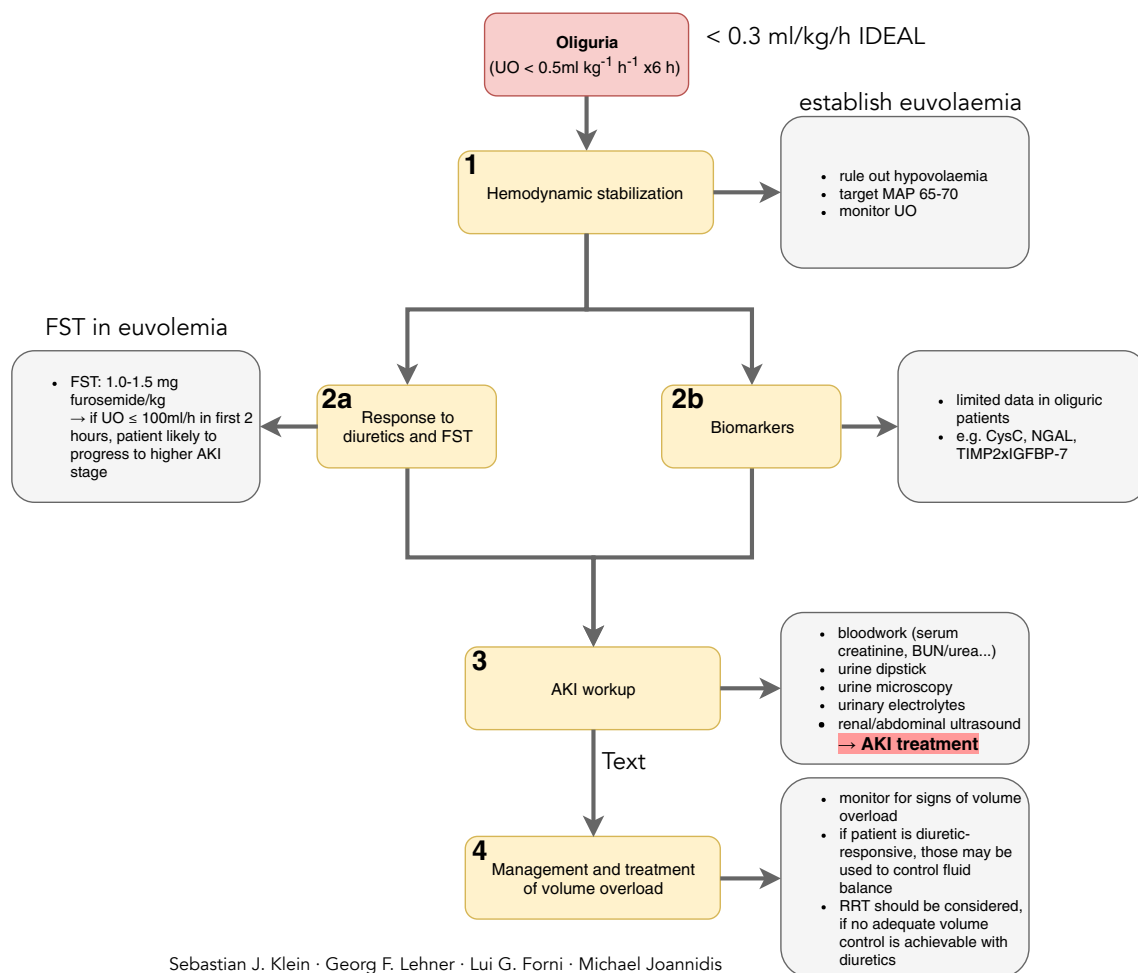 Oliguria
(UO < 0.5ml kg⁻¹ h⁻¹ x6 h)
< 0.3 ml/kg/h IDEAL
establish euvolaemia
1
Hemodynamic stabilization
• rule out hypovolaemia
• target MAP 65-70
• monitor UO
FST in euvolemia
• FST: 1.0-1.5 mg
furosemide/kg
→ if UO ≤ 100ml/h in first 2
hours, patient likely to
progress to higher AKI
stage
2a
Response to
diuretics and FST
2b
Biomarkers
• limited data in oliguric
patients
• e.g. CysC, NGAL,
TIMP2xIGFBP-7
3
AKI workup
• bloodwork (serum
creatinine, BUN/urea...)
• urine dipstick
• urine microscopy
• urinary electrolytes
• renal/abdominal ultrasound
→ AKI treatment
Text
4
Management and treatment
of volume overload
• monitor for signs of volume
overload
• if patient is diuretic-
responsive, those may be
used to control fluid
balance
• RRT should be considered,
if no adequate volume
control is achievable with
diuretics
Sebastian J. Klein · Georg F. Lehner · Lui G. Forni · Michael Joannidis